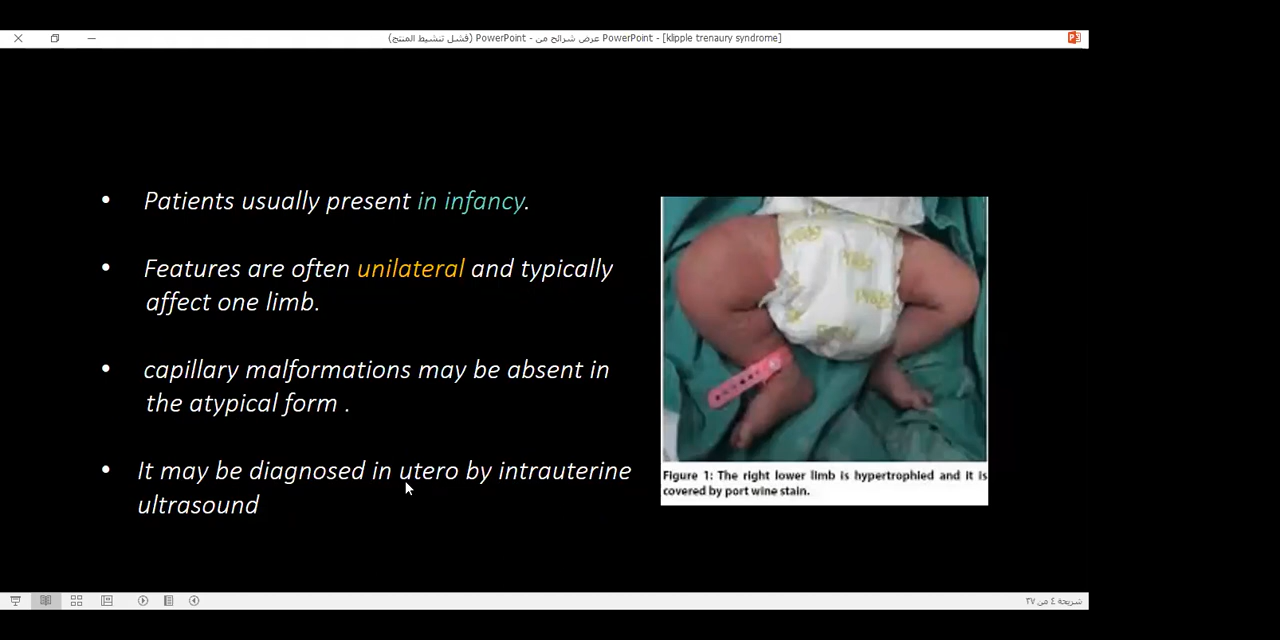 (فشل تنشيط المنتج) PowerPoint - عرض شرائح من PowerPoint - [klipple trenaury syndrome]
• Patients usually present in infancy.
• Features are often unilateral and typically
affect one limb.
• capillary malformations may be absent in
the atypical form .
• It may be diagnosed in utero by intrauterine
ultrasound
Figure 1: The right lower limb is hypertrophied and it is
covered by port wine stain.
شريحة ٤ من ٢٧